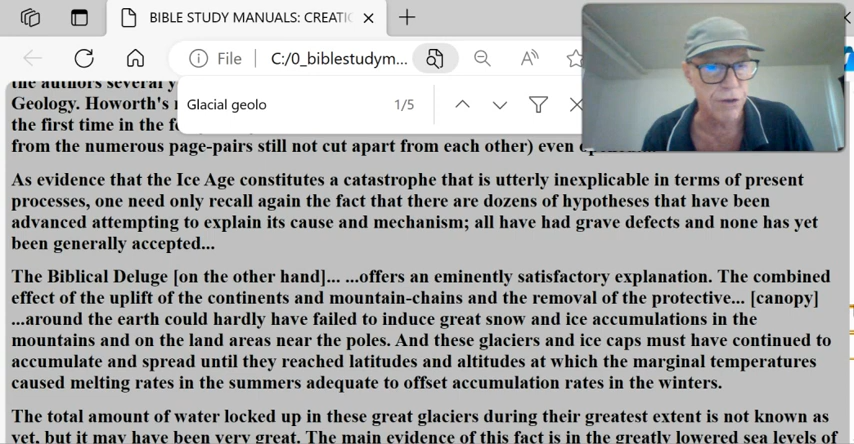 BIBLE STUDY MANUALS: CREATIO
File
C:/0_biblestudym...
the authors several y
Glacial geolo 1/5
Geology. Howorth's
the first time in the
from the numerous page-pairs still not cut apart from each other) even
As evidence that the Ice Age constitutes a catastrophe that is utterly inexplicable in terms of present
processes, one need only recall again the fact that there are dozens of hypotheses that have been
advanced attempting to explain its cause and mechanism; all have had grave defects and none has yet
been generally accepted...
The Biblical Deluge [on the other hand]... ...offers an eminently satisfactory explanation. The combined
effect of the uplift of the continents and mountain-chains and the removal of the protective... [canopy]
...around the earth could hardly have failed to induce great snow and ice accumulations in the
mountains and on the land areas near the poles. And these glaciers and ice caps must have continued to
accumulate and spread until they reached latitudes and altitudes at which the marginal temperatures
caused melting rates in the summers adequate to offset accumulation rates in the winters.
The total amount of water locked up in these great glaciers during their greatest extent is not known as
yet, but it may have been very great. The main evidence of this fact is in the greatly lowered sea levels of